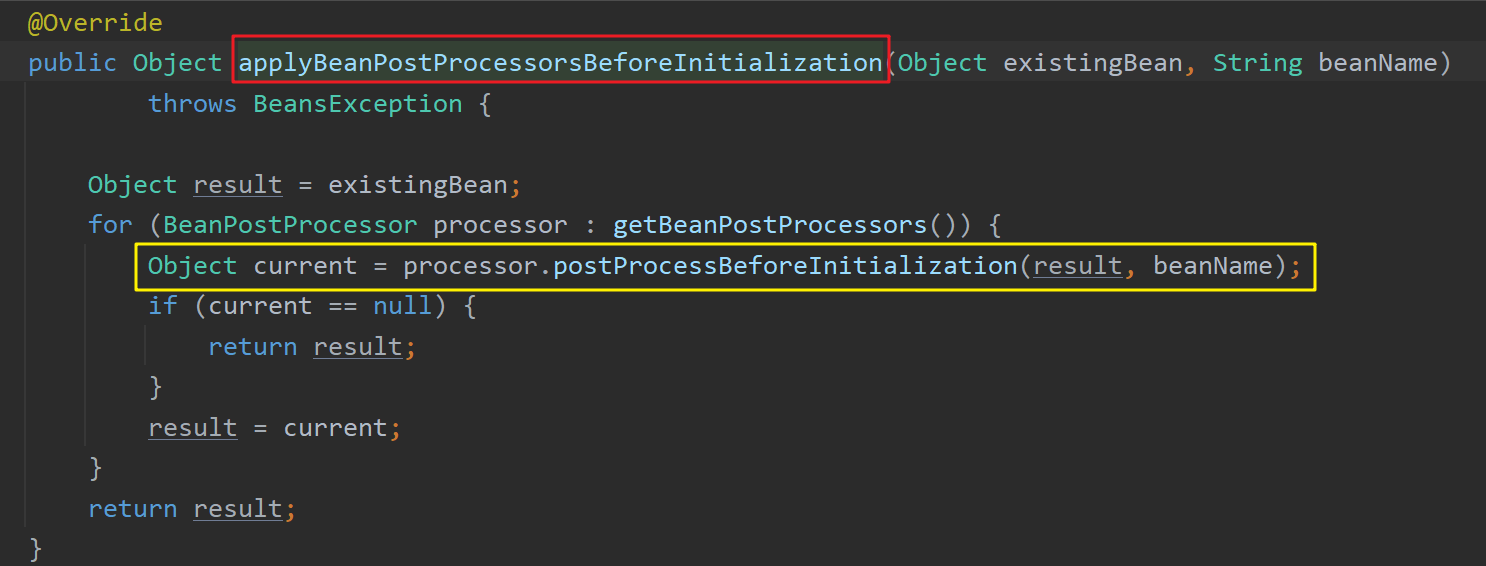 @Override
public Object applyBeanPostProcessorsBeforeInitialization(Object existingBean, String beanName)
throws BeansException {
Object result = existingBean;
for (BeanPostProcessor processor : getBeanPostProcessors()) {
Object current = processor.postProcessBeforeInitialization(result, beanName);
if (current == null) {
return result;
}
result = current;
}
return result;
}